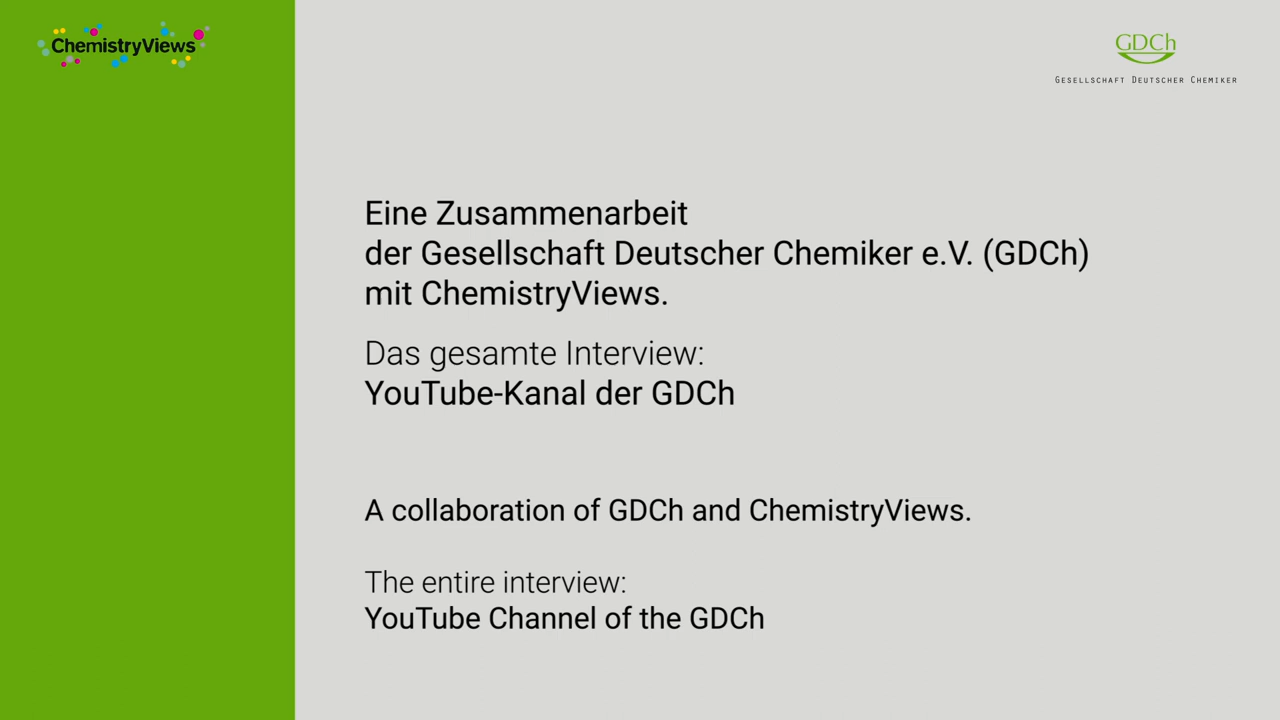 ChemistryViews
GDCh
GESELLSCHAFT DEUTSCHER CHEMIKER
Eine Zusammenarbeit
der Gesellschaft Deutscher Chemiker e.V. (GDCh)
mit ChemistryViews.
Das gesamte Interview:
YouTube-Kanal der GDCh
A collaboration of GDCh and ChemistryViews.
The entire interview:
YouTube Channel of the GDCh